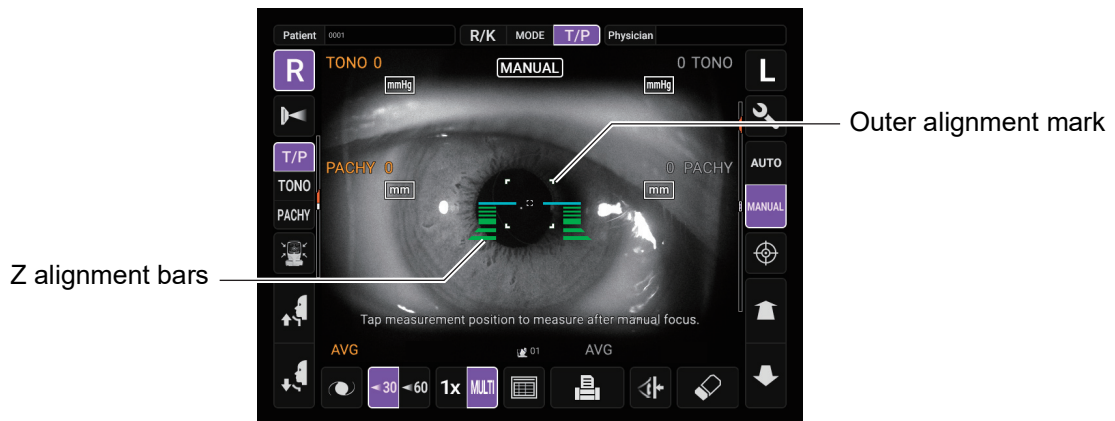 Patient 0001 R/K MODE T/P Physician
R TONO 0 MANUAL 0 TONO L
mmHg mmHg
Outer alignment mark
T/P PACHY 0 0 PACHY AUTO
TONO mm mm
PACHY MANUAL
Z alignment bars
Tap measurement position to measure after manual focus.
AVG 01 AVG
30 60 1x MULTI